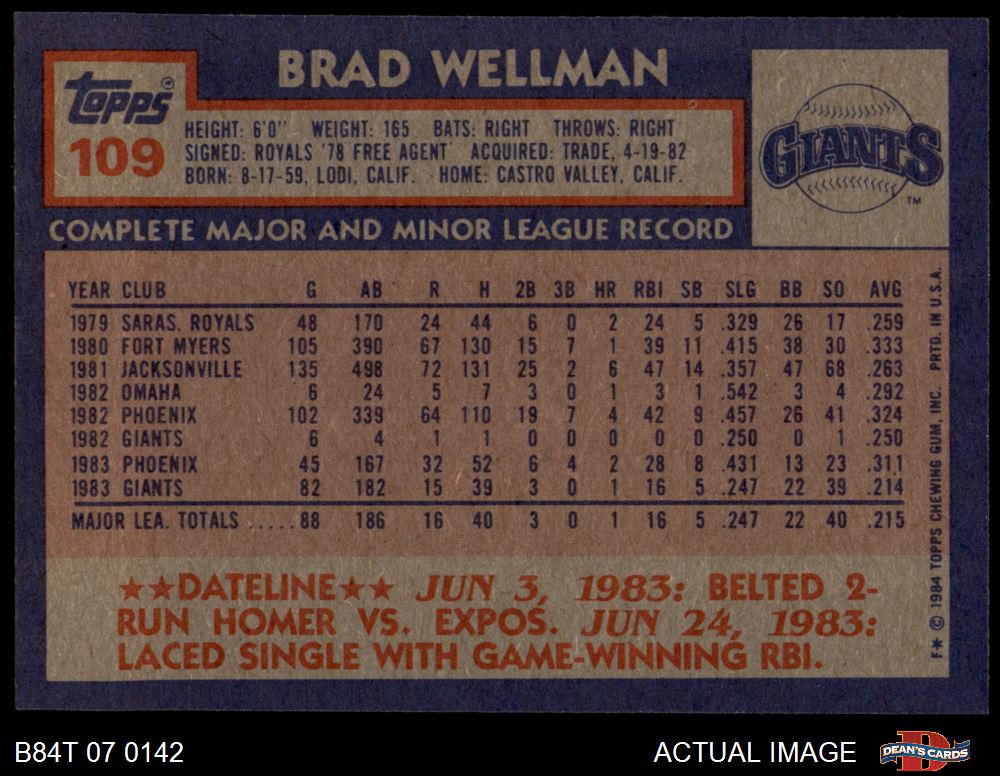 BRAD WELLMAN
Topps
109
HEIGHT: 6'0" WEIGHT: 165 BATS: RIGHT THROWS: RIGHT
SIGNED: ROYALS '78 FREE AGENT ACQUIRED: TRADE, 4-19-82
BORN: 8-17-59, LODI, CALIF. HOME: CASTRO VALLEY, CALIF.
GIANTS
TM
COMPLETE MAJOR AND MINOR LEAGUE RECORD
YEAR CLUB G AB R H 2B 3B HR RBI SB SLG BB SO AVG
1979 SARAS. ROYALS 48 170 24 44 6 0 2 24 5 .329 26 17 .259
1980 FORT MYERS 105 390 67 130 15 7 1 39 11 .415 38 30 .333
1981 JACKSONVILLE 135 498 72 131 25 2 6 47 14 .357 47 68 .263
1982 OMAHA 6 24 5 7 3 0 1 3 1 .542 3 4 .292
1982 PHOENIX 102 339 64 110 19 7 4 42 9 .457 26 41 .324
1982 GIANTS 6 4 1 1 0 0 0 0 0 .250 0 1 .250
1983 PHOENIX 45 167 32 52 6 4 2 28 8 .431 13 23 .311
1983 GIANTS 82 182 15 39 3 0 1 16 5 .247 22 39 .214
MAJOR LEA. TOTALS .....88 186 16 40 3 0 1 16 5 .247 22 40 .215
★★DATELINE★★ JUN 3, 1983: BELTED 2-
RUN HOMER VS. EXPOS. JUN 24, 1983:
LACED SINGLE WITH GAME-WINNING RBI.
F★ © 1984 TOPPS CHEWING GUM, INC. PRTD. IN U.S.A.
B84T 07 0142
ACTUAL IMAGE
D
DEAN'S CARDS